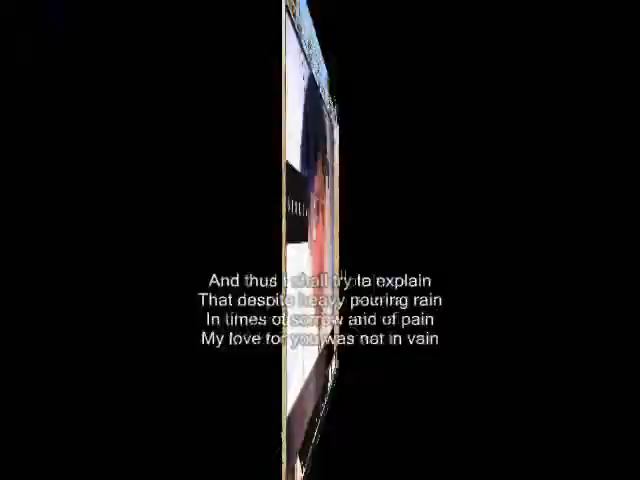 And thus I shall try to explain
That despite heavy pouring rain
In times of sorrow and of pain
My love for you was not in vain